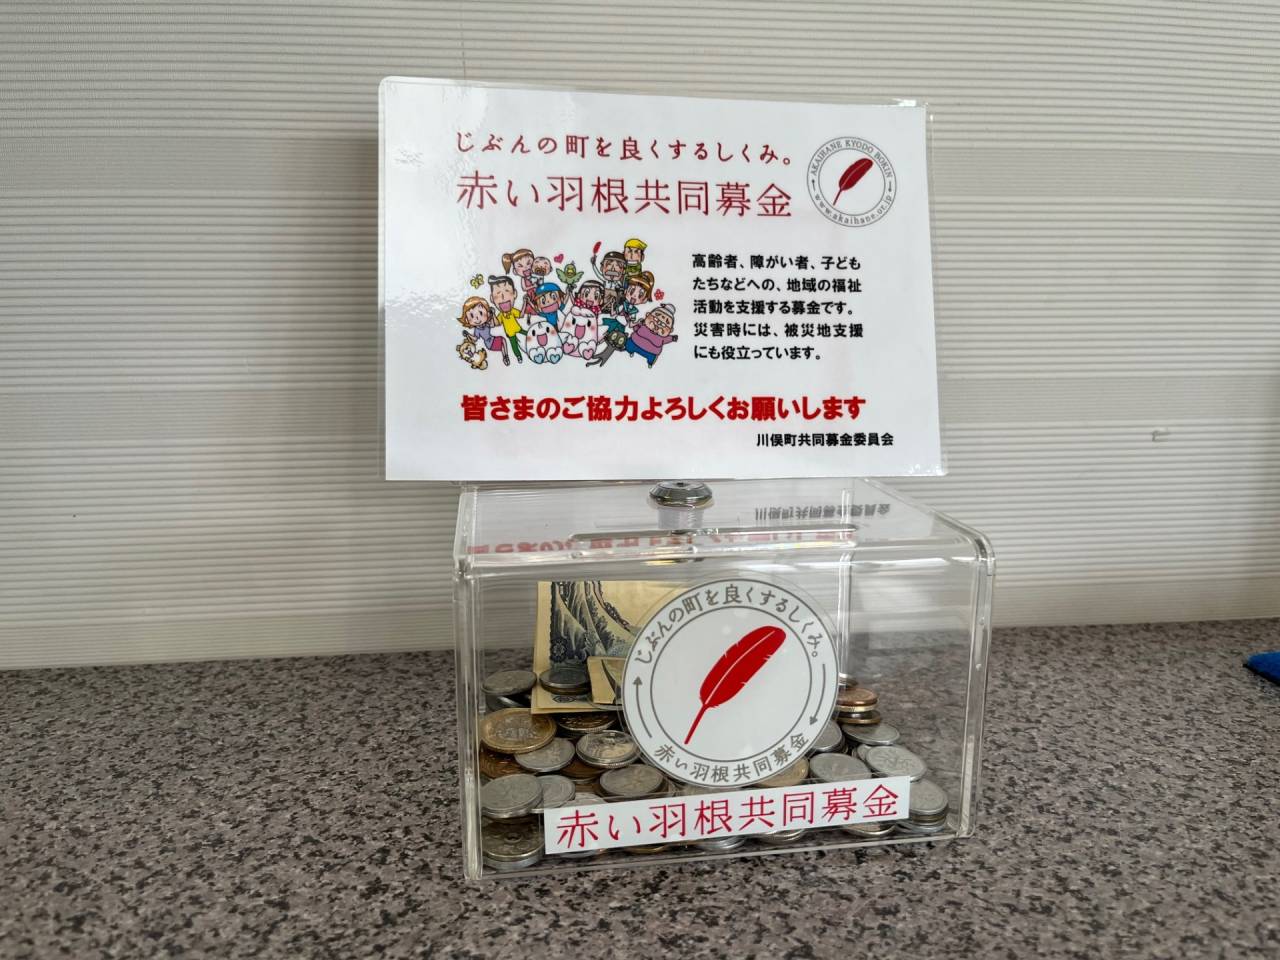 じぶんの町を良くするしくみ。
赤い羽根共同募金
AKAIHANE KYODO BOKIN
www.akaihane.or.jp
高齢者、障がい者、子ども
たちなどへの、地域の福祉
活動を支援する募金です。
災害時には、被災地支援
にも役立っています。
皆さまのご協力よろしくお願いします
川俣町共同募金委員会
じぶんの町を良くするしくみ。
赤い羽根共同募金
赤い羽根共同募金